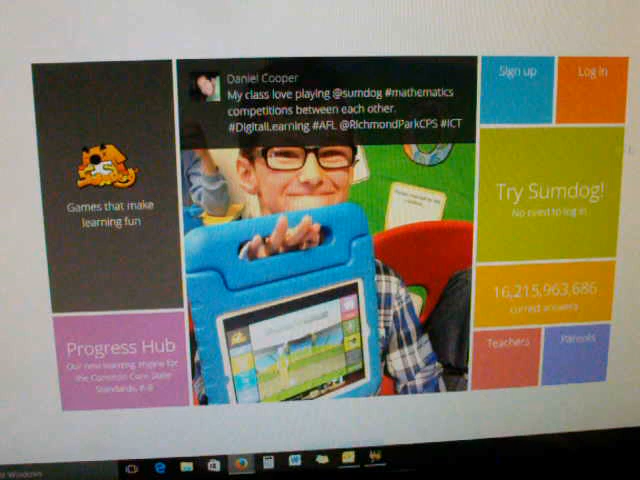 Daniel Cooper
My class love playing @sumdog #mathematics
competitions between each other.
#DigitalLearning #AFL @RichmondParkCPS #ICT
Sign up
Log in
Games that make
learning fun
Try Sumdog!
No need to log in
16,215,963,686
correct answers
Progress Hub
Our new learning engine for
the Common Core State
Standards, K-8
Teachers
Parents
Windows